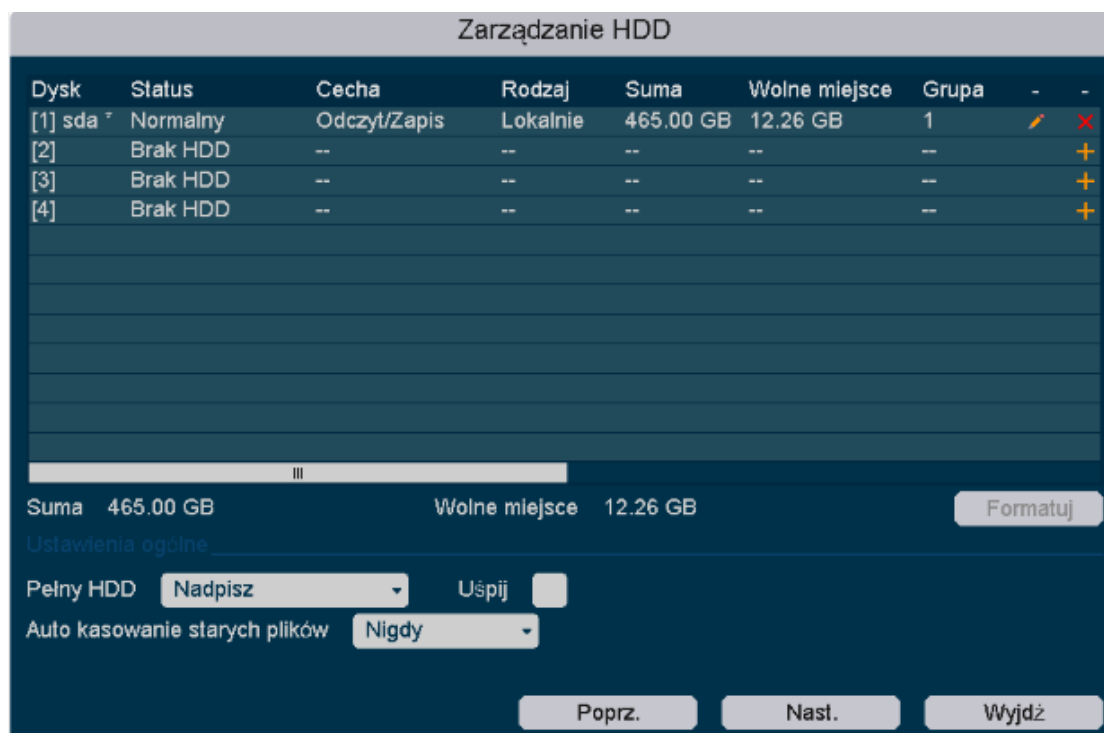 Zarządzanie HDD
Dysk Status Cecha Rodzaj Suma Wolne miejsce Grupa - -
[1] sda * Normalny Odczyt/Zapis Lokalnie 465.00 GB 12.26 GB 1
[2] Brak HDD -- -- -- -- --
[3] Brak HDD -- -- -- -- --
[4] Brak HDD -- -- -- -- --
Suma 465.00 GB Wolne miejsce 12.26 GB Formatuj
Ustawienia ogólne
Pełny HDD Nadpisz Uśpij
Auto kasowanie starych plików Nigdy
Poprz. Nast. Wyjdż